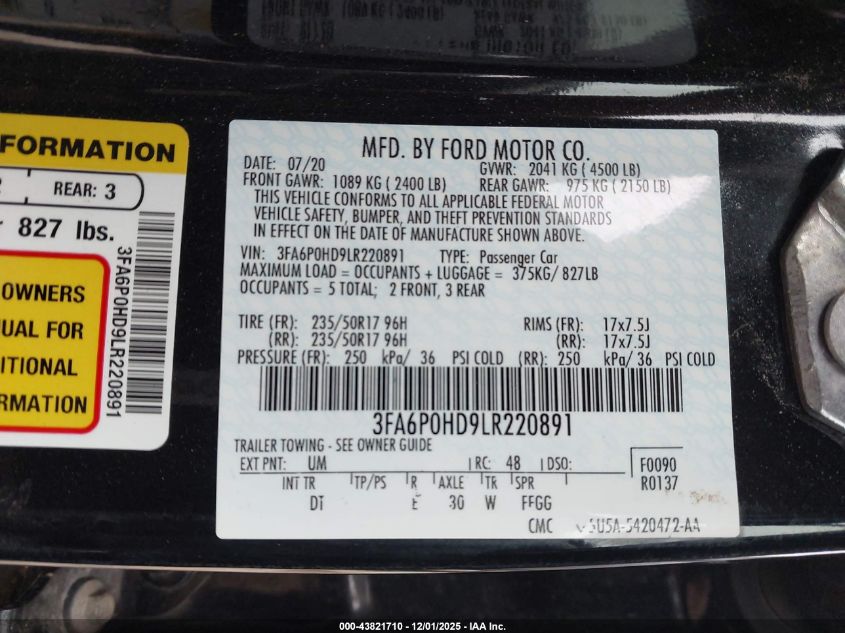 FORMATION
REAR: 3
827 lbs.
OWNERS
UAL FOR
ITIONAL
RMATION
3FA6P0HD9LR220891
MFD. BY FORD MOTOR CO.
DATE: 07/20 GVWR: 2041 KG ( 4500 LB)
FRONT GAWR: 1089 KG ( 2400 LB) REAR GAWR: 975 KG ( 2150 LB)
THIS VEHICLE CONFORMS TO ALL APPLICABLE FEDERAL MOTOR
VEHICLE SAFETY, BUMPER, AND THEFT PREVENTION STANDARDS
IN EFFECT ON THE DATE OF MANUFACTURE SHOWN ABOVE.
VIN: 3FA6P0HD9LR220891 TYPE: Passenger Car
MAXIMUM LOAD = OCCUPANTS + LUGGAGE = 375KG/ 827LB
OCCUPANTS = 5 TOTAL; 2 FRONT, 3 REAR
TIRE (FR): 235/50R17 96H RIMS (FR): 17x7.5J
(RR): 235/50R17 96H (RR): 17x7.5J
PRESSURE (FR): 250 kPa/ 36 PSI COLD (RR): 250 kPa/ 36 PSI COLD
3FA6P0HD9LR220891
TRAILER TOWING - SEE OWNER GUIDE
EXT PNT: UM RC: 48 DSO: F0090
INT TR TP/PS R AXLE TR SPR R0137
DT E 30 W FFGG
CMC 5U5A-5420472-AA
000-43821710 • 12/01/2025 • IAA Inc.